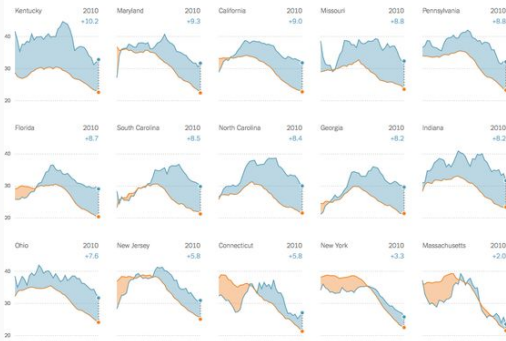 Kentucky 2010 Maryland 2010 California 2010 Missouri 2010 Pennsylvania 2010
+10.2 +9.3 +9.0 +8.8 +8.8
40
30
20
Florida 2010 South Carolina 2010 North Carolina 2010 Georgia 2010 Indiana 2010
+8.7 +8.5 +8.4 +8.2 +8.2
40
30
20
Ohio 2010 New Jersey 2010 Connecticut 2010 New York 2010 Massachusetts 2010
+7.6 +5.8 +5.8 +3.3 +2.0
40
30
20